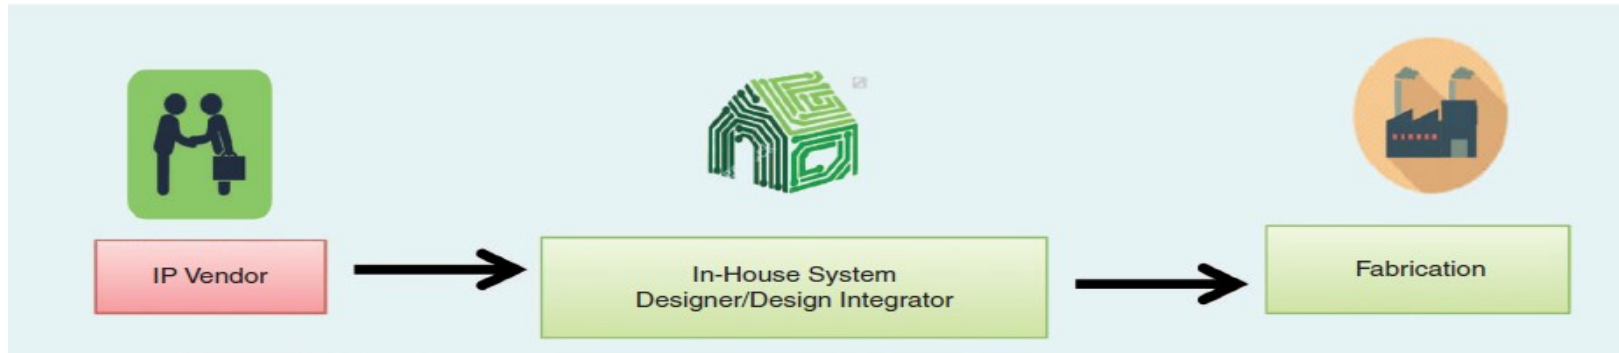 IP Vendor
In-House System
Designer/Design Integrator
Fabrication